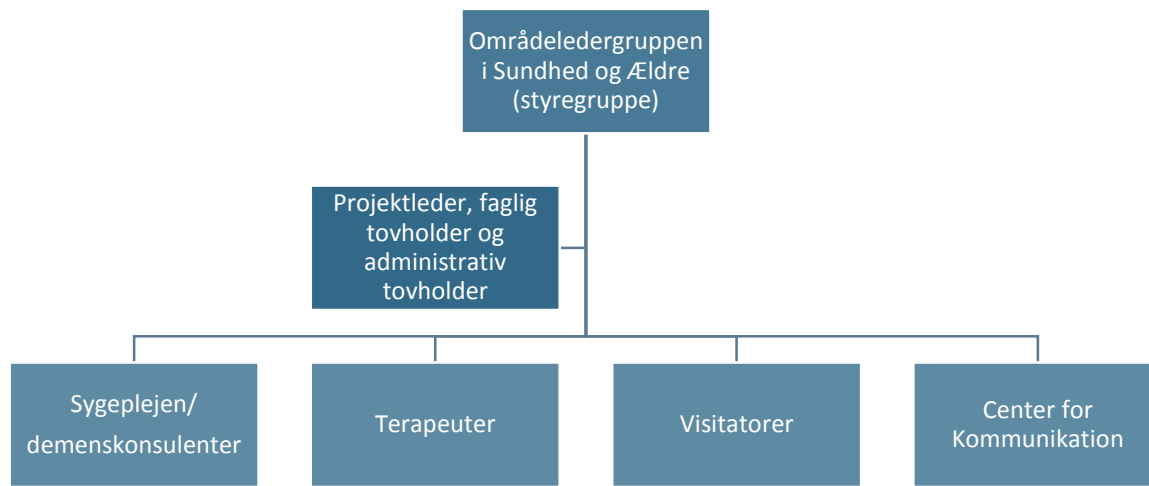 Områdeledergruppen
i Sundhed og Ældre
(styregruppe)
Projektleder, faglig
tovholder og
administrativ
tovholder
Sygeplejen/
demenskonsulenter
Terapeuter
Visitatorer
Center for
Kommunikation